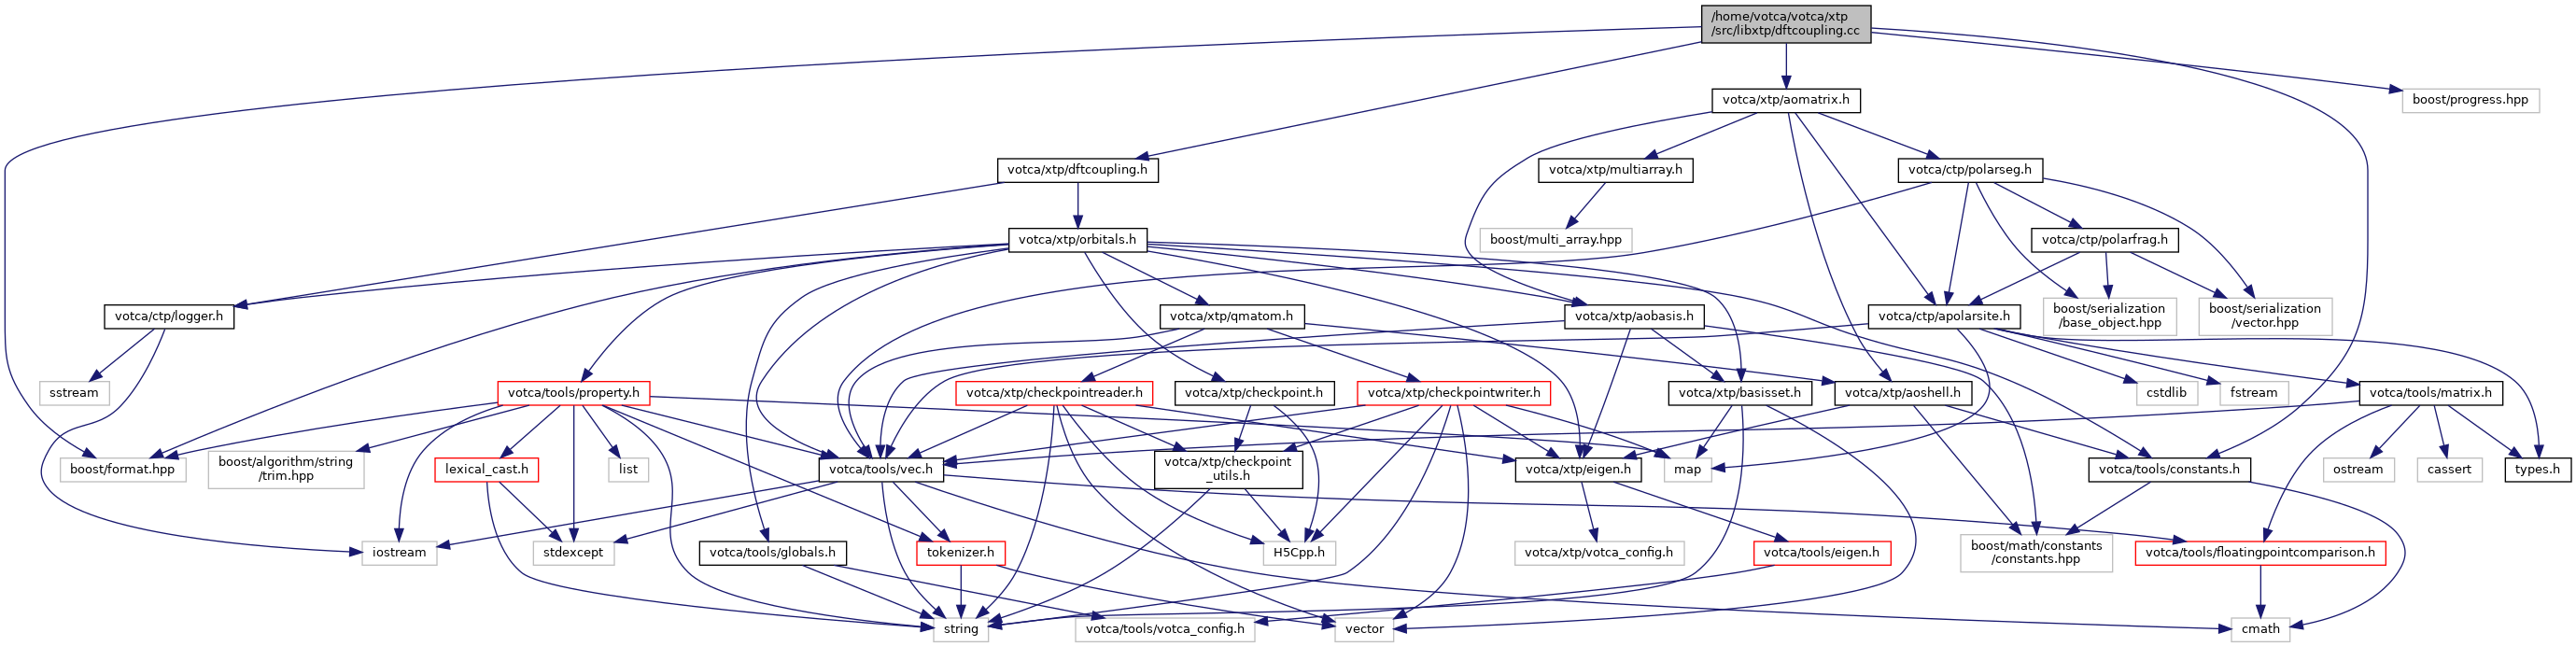 /home/votca/votca/xtp
/src/libxtp/dftcoupling.cc
votca/xtp/aomatrix.h
boost/progress.hpp
votca/xtp/dftcoupling.h
votca/xtp/multiarray.h
votca/ctp/polarseg.h
votca/xtp/orbitals.h
boost/multi_array.hpp
votca/ctp/polarfrag.h
votca/ctp/logger.h
votca/xtp/qmatom.h
votca/xtp/aobasis.h
votca/ctp/apolarsite.h
boost/serialization
/base_object.hpp
boost/serialization
/vector.hpp
sstream
votca/tools/property.h
votca/xtp/checkpointreader.h
votca/xtp/checkpoint.h
votca/xtp/checkpointwriter.h
votca/xtp/basisset.h
votca/xtp/aoshell.h
cstdlib
fstream
votca/tools/matrix.h
boost/format.hpp
boost/algorithm/string
/trim.hpp
lexical_cast.h
list
votca/tools/vec.h
votca/xtp/checkpoint
_utils.h
votca/xtp/eigen.h
map
votca/tools/constants.h
ostream
cassert
types.h
iostream
stdexcept
votca/tools/globals.h
tokenizer.h
H5Cpp.h
votca/xtp/votca_config.h
votca/tools/eigen.h
boost/math/constants
/constants.hpp
votca/tools/floatingpointcomparison.h
string
votca/tools/votca_config.h
vector
cmath